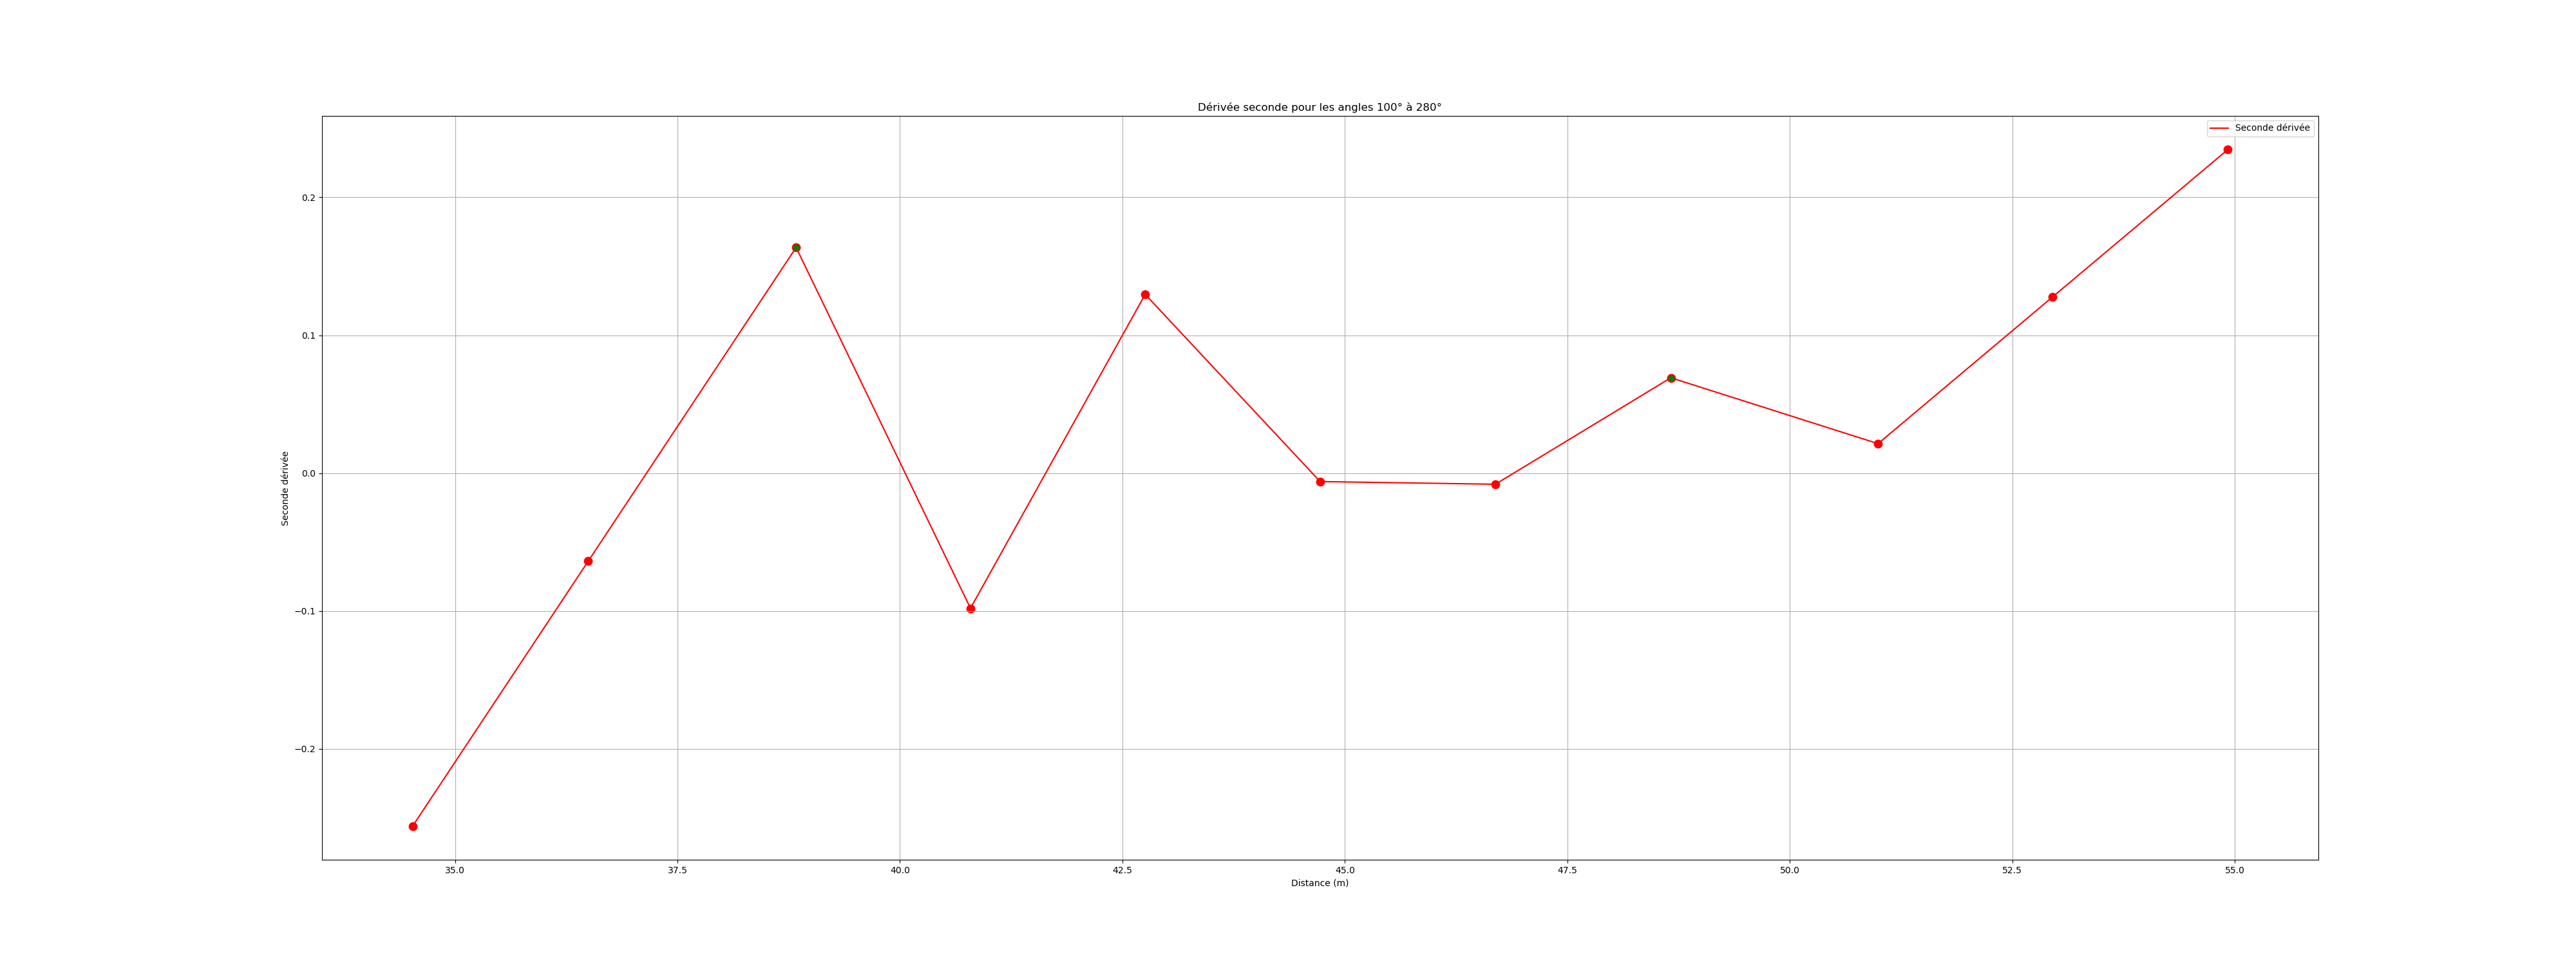 Dérivée seconde pour les angles 100° à 280°
Seconde dérivée
0.2
0.1
0.0
−0.1
−0.2
Seconde dérivée
35.0 37.5 40.0 42.5 45.0 47.5 50.0 52.5 55.0
Distance (m)